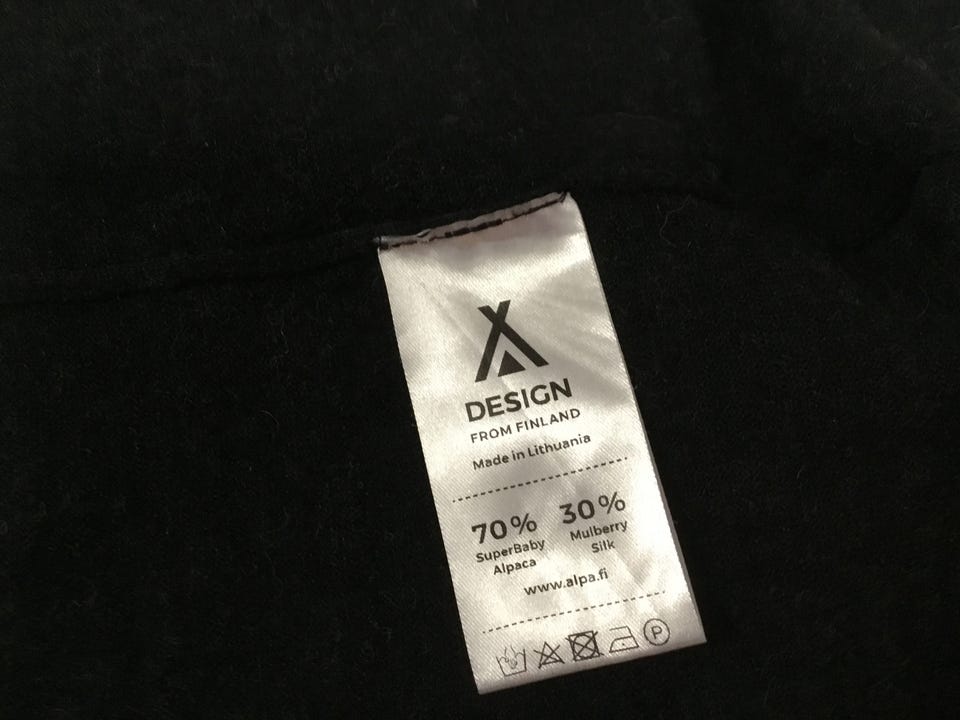 DESIGN
FROM FINLAND
Made in Lithuania
70% 30%
SuperBaby Mulberry
Alpaca Silk
www.alpa.fi
P